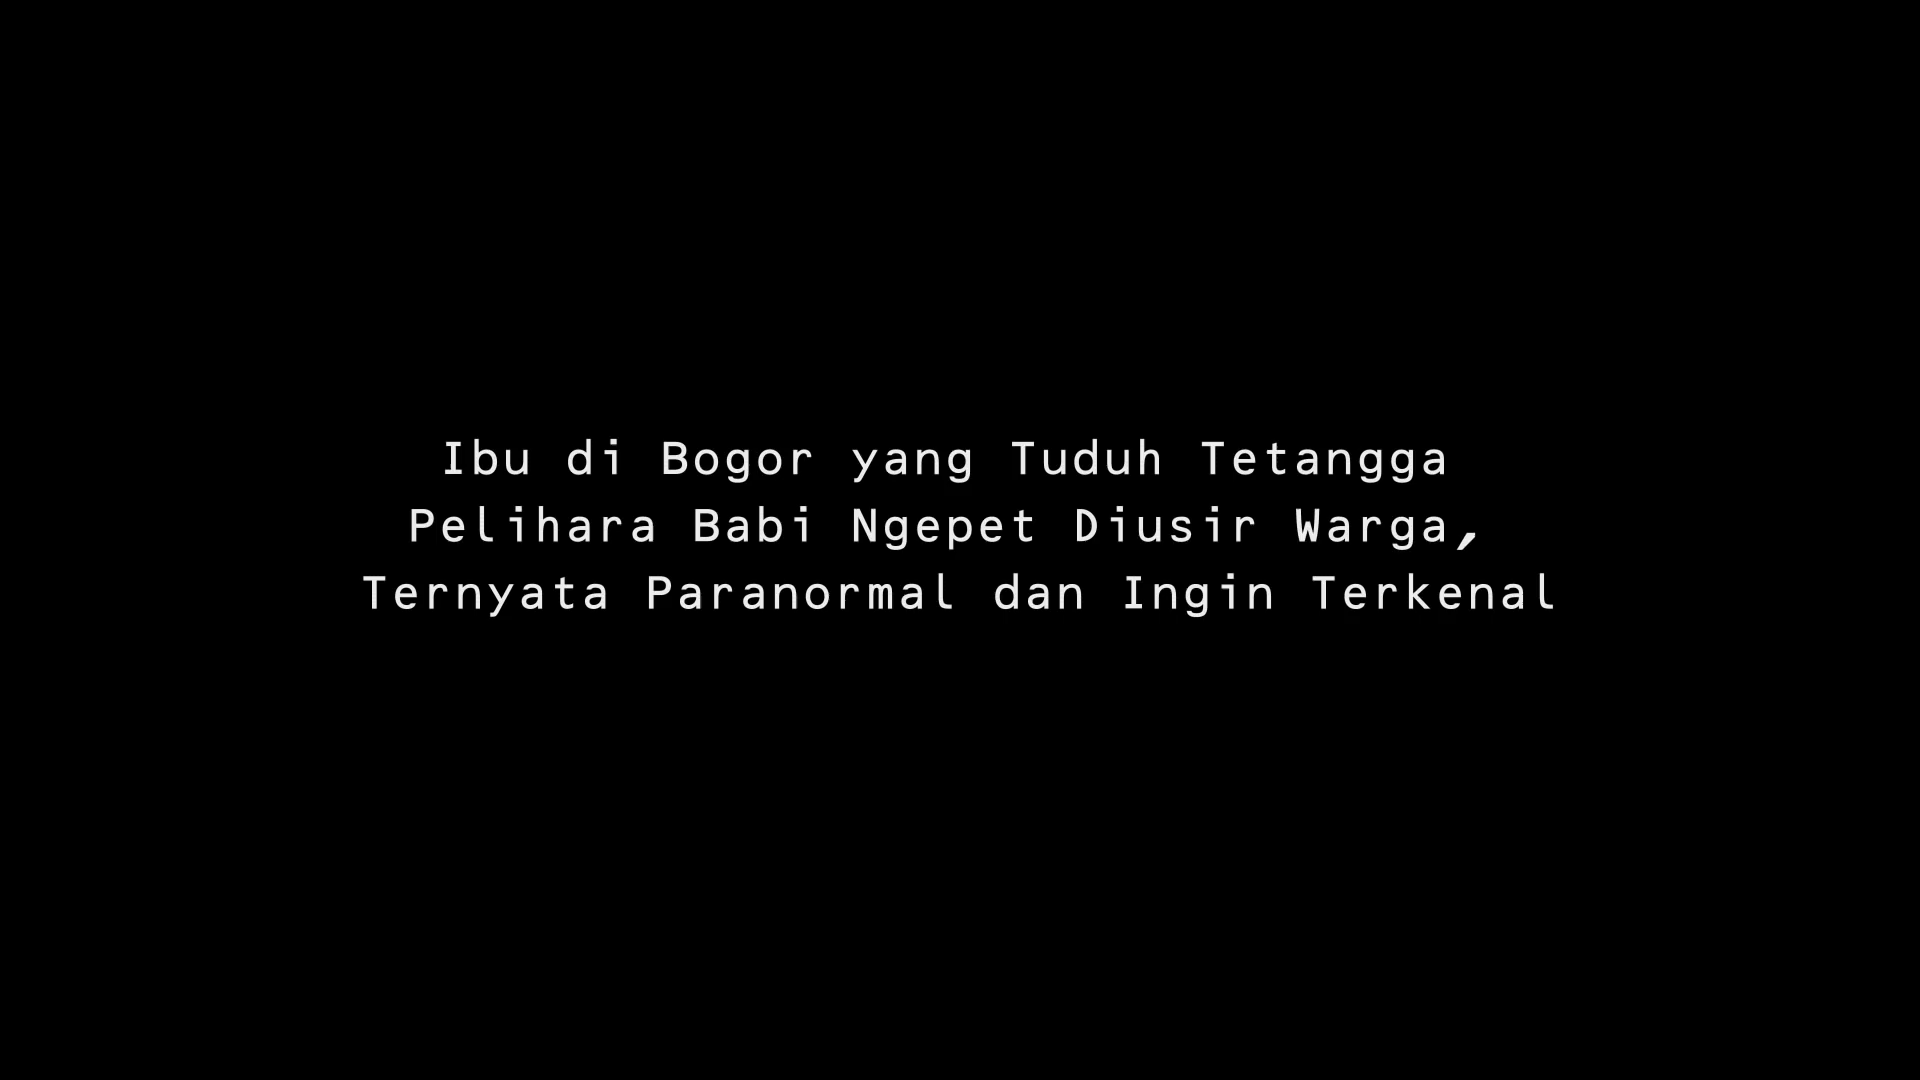 Ibu di Bogor yang Tuduh Tetangga
Pelihara Babi Ngepet Diusir Warga,
Ternyata Paranormal dan Ingin Terkenal